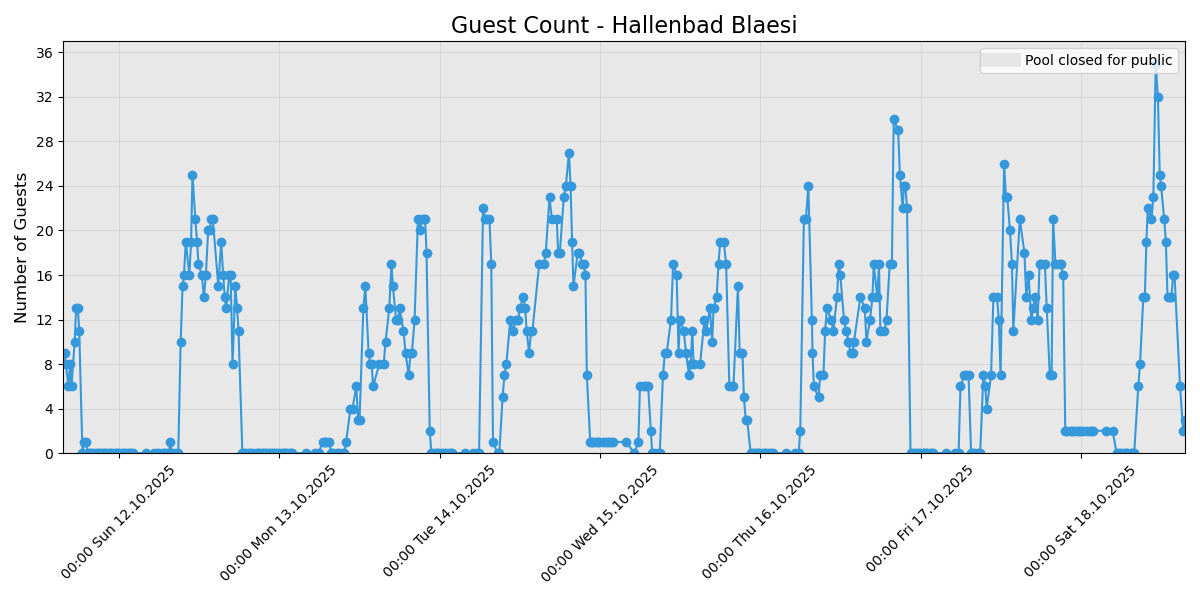 Guest Count - Hallenbad Blaesi
Pool closed for public
Number of Guests
36
32
28
24
20
16
12
8
4
0
00:00 Sun 12.10.2025
00:00 Mon 13.10.2025
00:00 Tue 14.10.2025
00:00 Wed 15.10.2025
00:00 Thu 16.10.2025
00:00 Fri 17.10.2025
00:00 Sat 18.10.2025